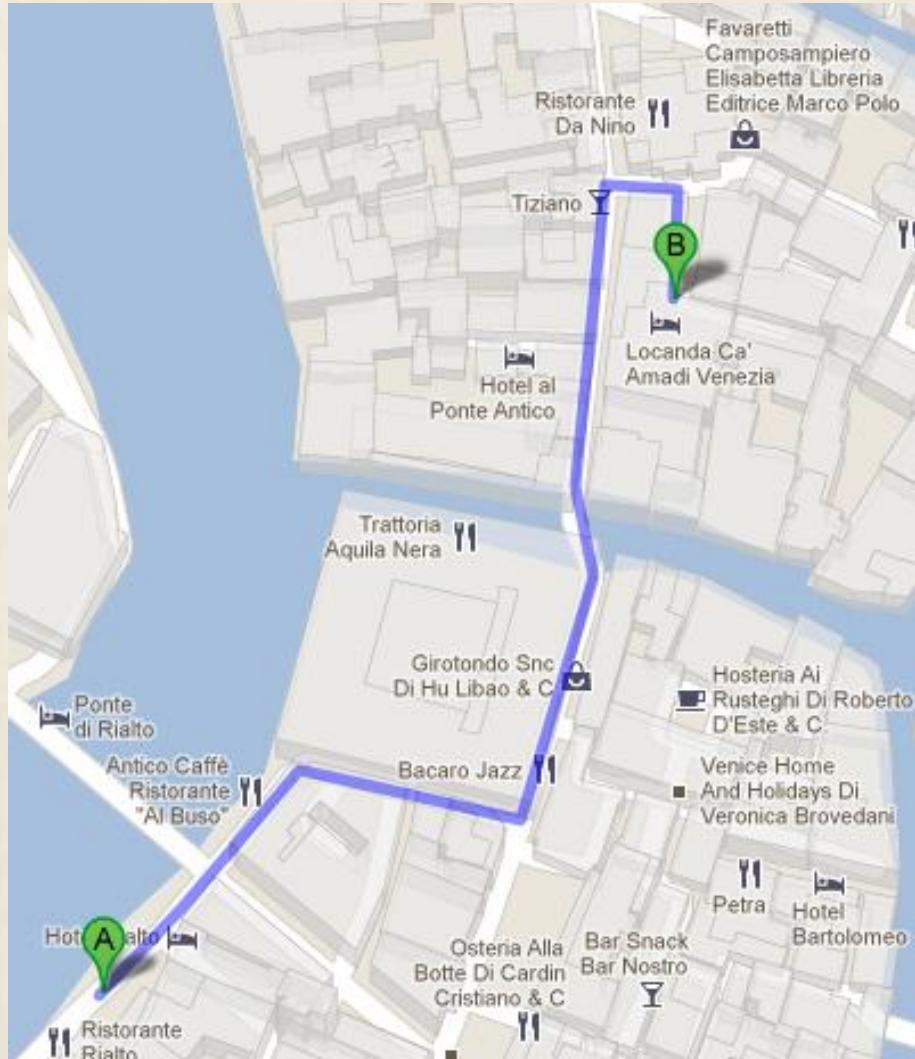 Favaretti
Camposampiero
Elisabetta Libreria
Editrice Marco Polo
Ristorante
Da Nino
Tiziano
B
Locanda Ca'
Amadi Venezia
Hotel al
Ponte Antico
Trattoria
Aquila Nera
Girotondo Snc
Di Hu Libao & C
Hosteria Ai
Rusteghi Di Roberto
D'Este & C.
Ponte
di Rialto
Antico Caffè
Ristorante
"Al Buso"
Bacaro Jazz
Venice Home
And Holidays Di
Veronica Brovedani
Petra
Hotel
Bartolomeo
A
Osteria Alla
Botte Di Cardin
Cristiano & C
Bar Snack
Bar Nostro
Ristorante
Rialto